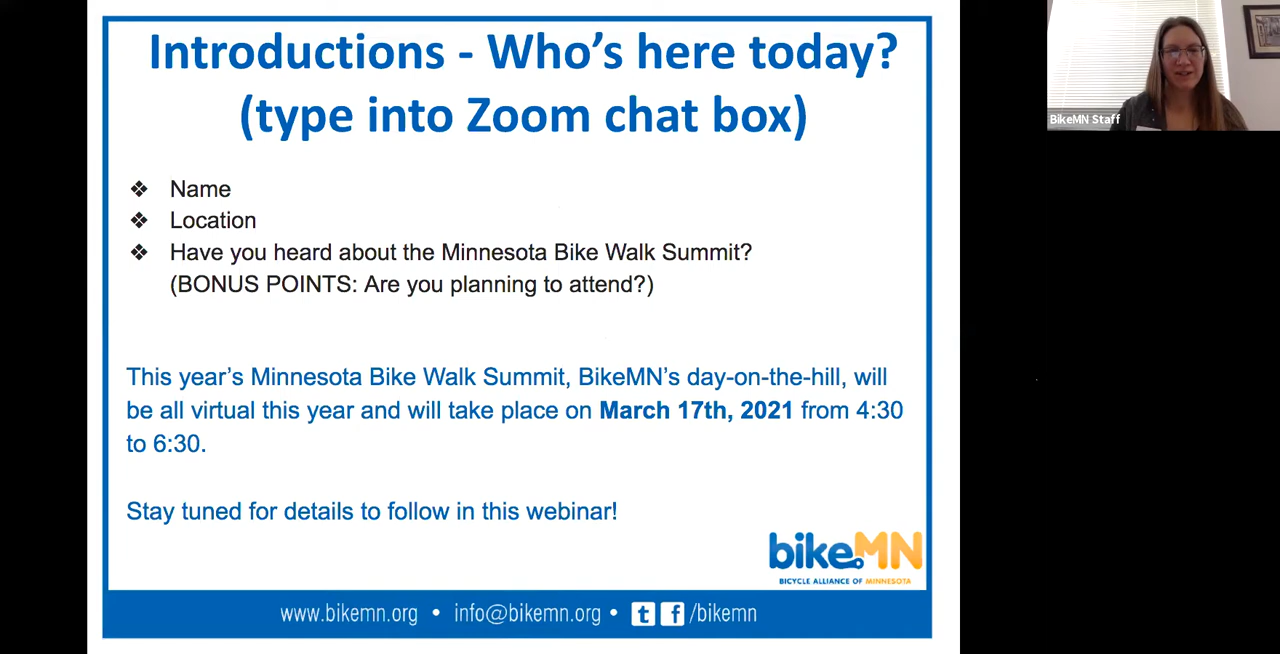 Introductions - Who's here today?
(type into Zoom chat box)
❖ Name
❖ Location
❖ Have you heard about the Minnesota Bike Walk Summit?
(BONUS POINTS: Are you planning to attend?)
This year's Minnesota Bike Walk Summit, BikeMN's day-on-the-hill, will
be all virtual this year and will take place on March 17th, 2021 from 4:30
to 6:30.
Stay tuned for details to follow in this webinar!
bikeMN
BICYCLE ALLIANCE OF MINNESOTA
www.bikemn.org • info@bikemn.org • t f /bikemn
BikeMN Staff